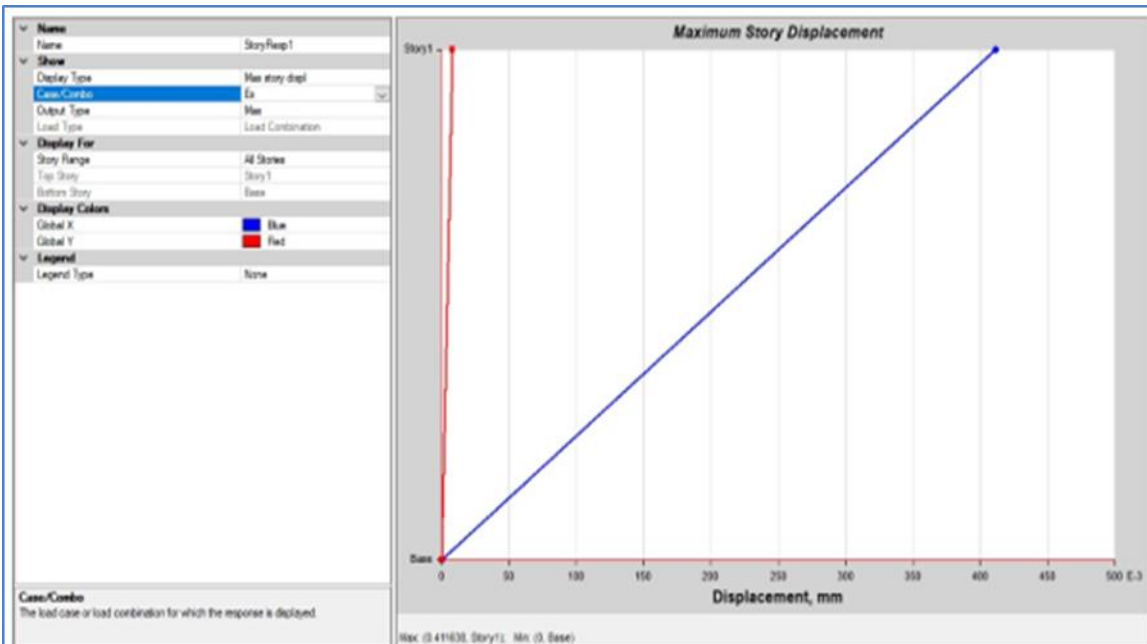 Name
Name StoryResp1
Show
Display Type Max story displ
Case/Combo Ex
Output Type Max
Load Type Load Combination
Display For
Story Range All Stories
Top Story Story1
Bottom Story Base
Display Colors
Global X Blue
Global Y Red
Legend
Legend Type None
Case/Combo
The load case or load combination for which the response is displayed.
Maximum Story Displacement
Story1
Base
0 50 100 150 200 250 300 350 400 450 500 E-3
Displacement, mm
Max: (0.411638, Story1); Min: (0, Base)